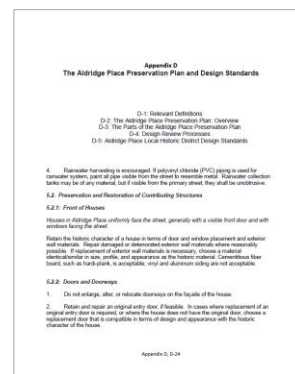 Appendix D
The Aldridge Place Preservation Plan and Design Standards
D-1: Relevant Definitions
D-2: The Aldridge Place Preservation Plan: Overview
D-3: The Parts of the Aldridge Place Preservation Plan
D-4: Design Review Processes
D-5: Aldridge Place Local Historic District Design Standards
4. Rainwater harvesting is encouraged. If polyvinyl chloride (PVC) piping is used for
rainwater system, paint all pipe visible from the street to resemble metal. Rainwater collection
tanks may be of any material, but if visible from the primary street, they shall be unobtrusive.
5.2. Preservation and Restoration of Contributing Structures
5.2.1: Front of Houses
Houses in Aldridge Place uniformly face the street, generally with a visible front door and with
windows facing the street.
Retain the historic character of a house in terms of door and window placement and exterior
wall materials. Repair damaged or deteriorated exterior wall materials where reasonably
possible. If replacement of exterior wall materials is necessary, choose a material
identical/similar in size, profile, and appearance as the historic material. Cementitious fiber
board, such as hardi-plank, is acceptable; vinyl and aluminum siding are not acceptable.
5.2.2: Doors and Doorways
1. Do not enlarge, alter, or relocate doorways on the façade of the house.
2. Retain and repair an original entry door, if feasible. In cases where replacement of an
original entry door is required, or where the house does not have the original door, choose a
replacement door that is compatible in terms of design and appearance with the historic
character of the house.
Appendix D, D-24